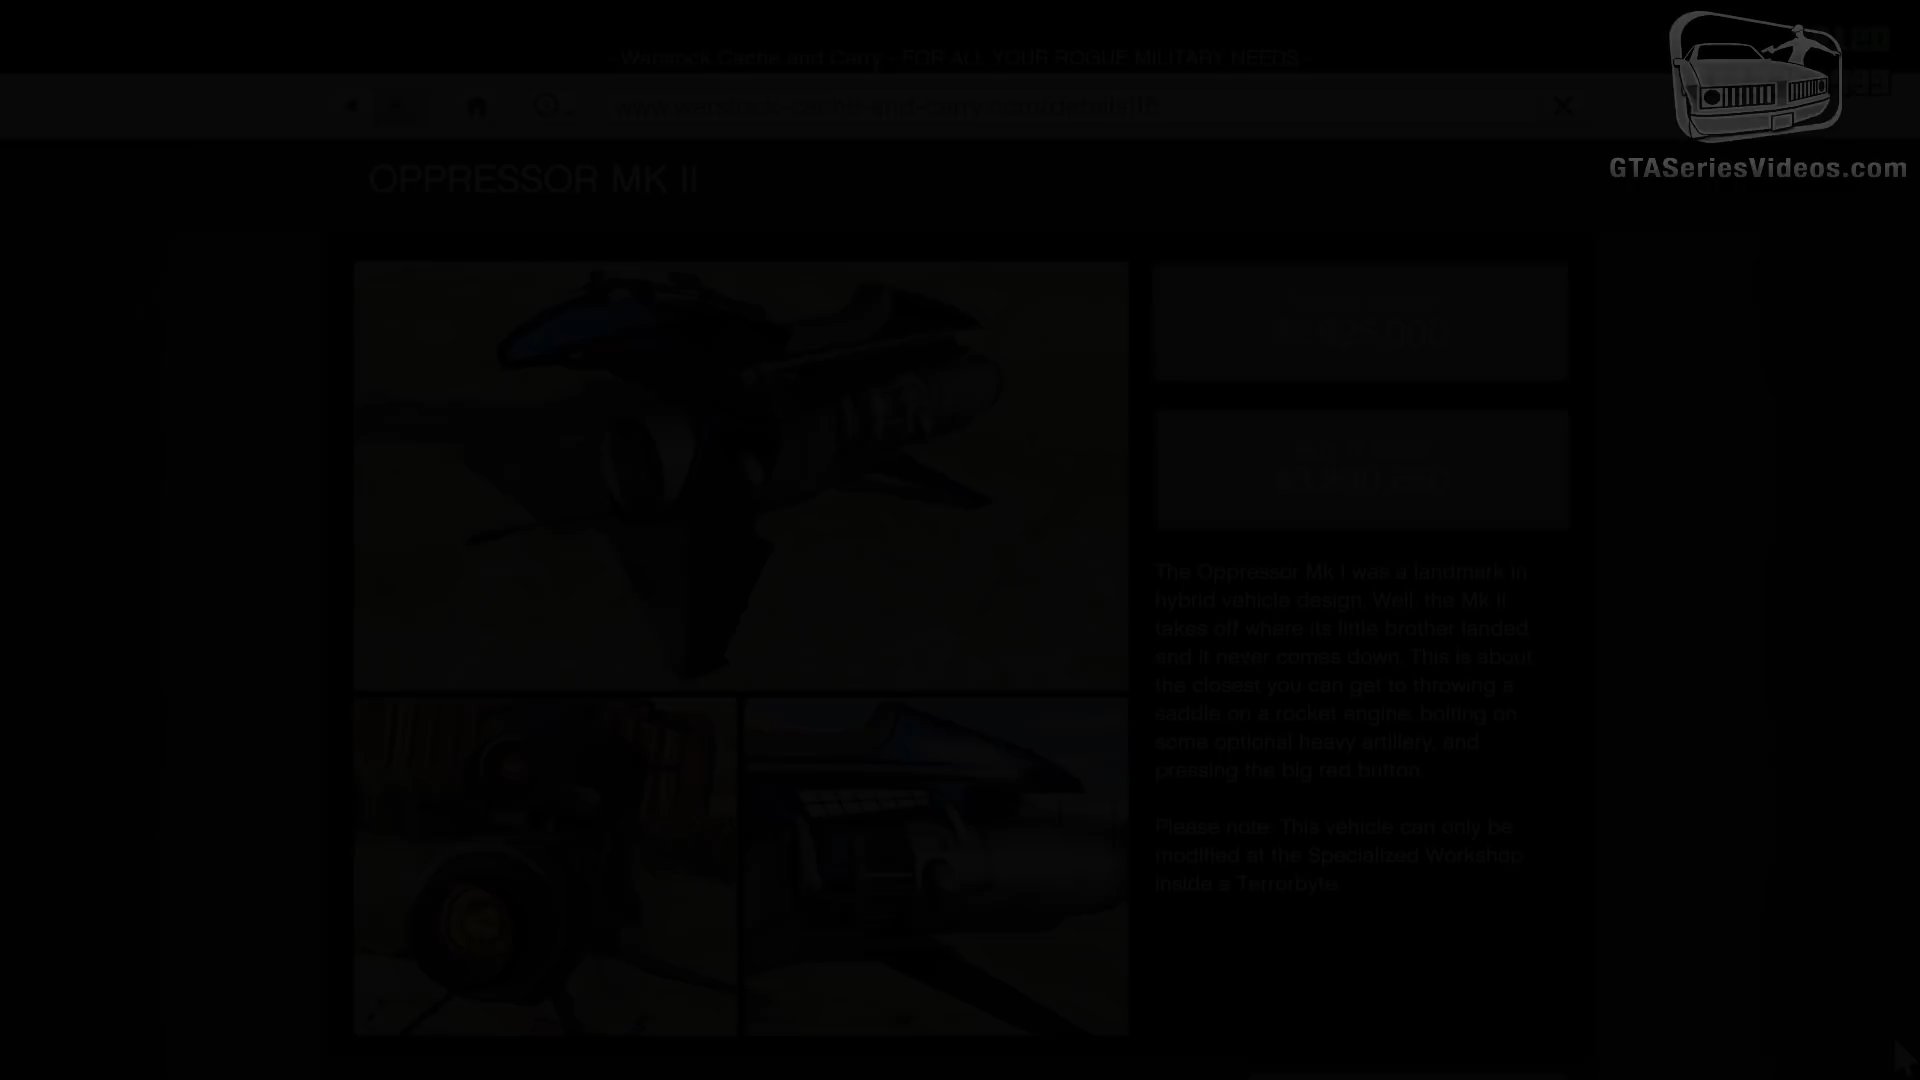 - Warstock Cache and Carry - FOR ALL YOUR ROGUE MILITARY NEEDS -
GTASeriesVideos.com
OPPRESSOR MK II
The Oppressor Mk I was a landmark in
hybrid vehicle design. Well, the Mk II
takes off where its little brother landed
and it never comes down. This is about
the closest you can get to throwing a
saddle on a rocket engine, bolting on
some optional heavy artillery, and
pressing the big red button.
Please note: This vehicle can only be
modified at the Specialized Workshop
inside a Terrorbyte.